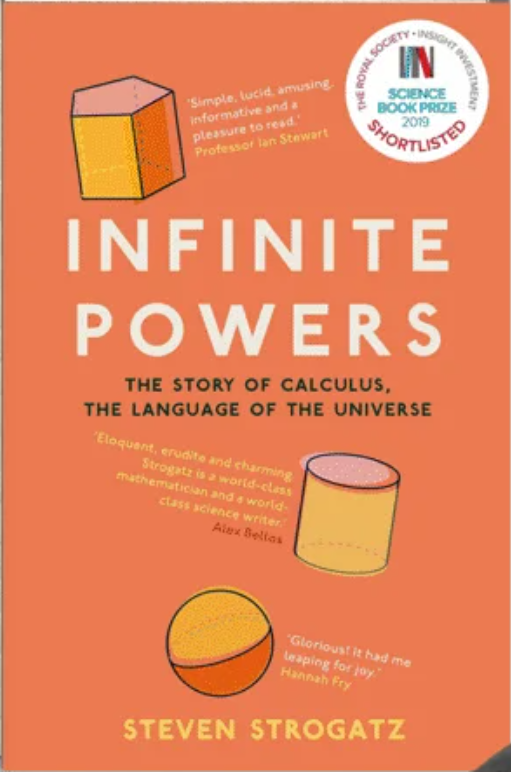 THE ROYAL SOCIETY • INSIGHT INVESTMENT
SCIENCE
BOOK PRIZE
2019
SHORTLISTED
'Simple, lucid, amusing,
informative and a
pleasure to read.'
Professor Ian Stewart
INFINITE
POWERS
THE STORY OF CALCULUS,
THE LANGUAGE OF THE UNIVERSE
'Eloquent, erudite and charming
Strogatz is a world-class
mathematician and a world-
class science writer.'
Alex Bellos
'Glorious! It had me
leaping for joy.'
Hannah Fry
STEVEN STROGATZ